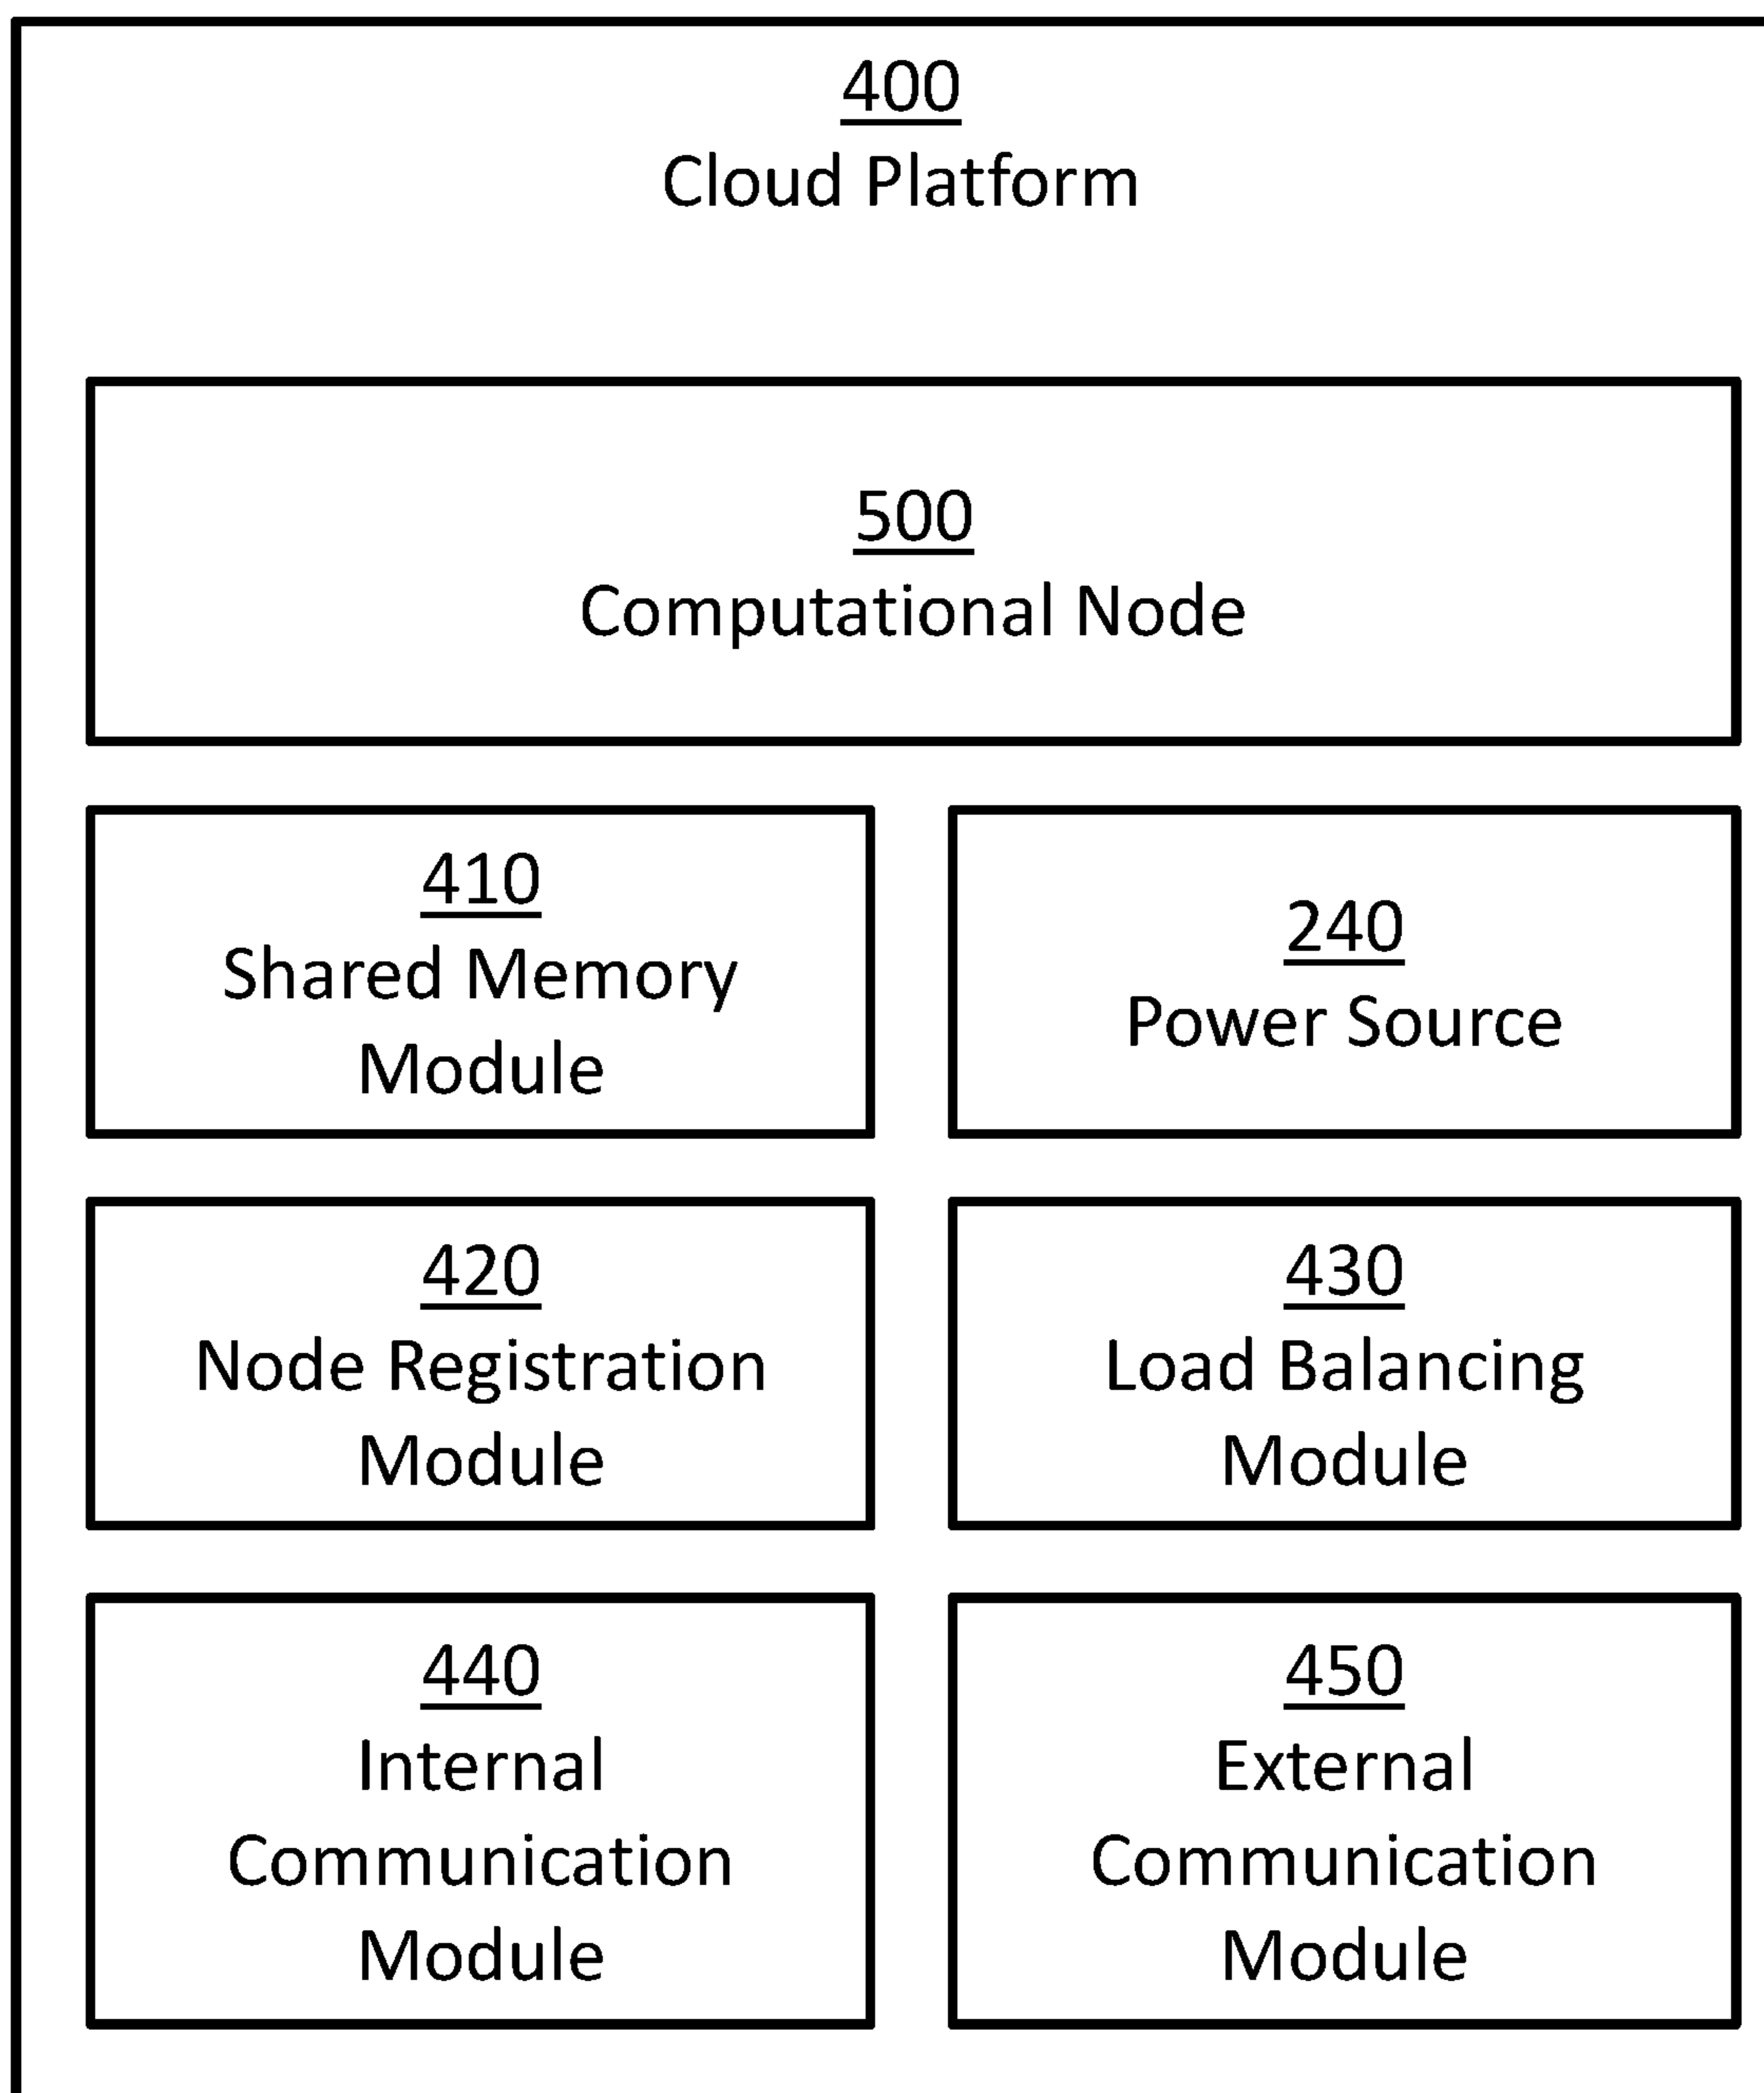 400
Cloud Platform
500
Computational Node
410
Shared Memory
Module
240
Power Source
420
Node Registration
Module
430
Load Balancing
Module
440
Internal
Communication
Module
450
External
Communication
Module